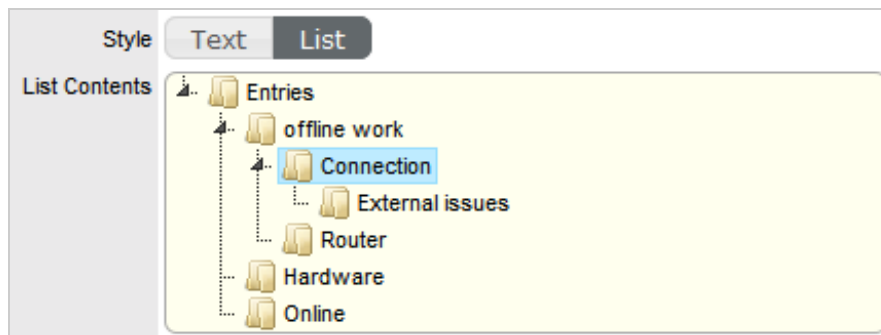 Style Text List
List Contents Entries
offline work
Connection
External issues
Router
Hardware
Online